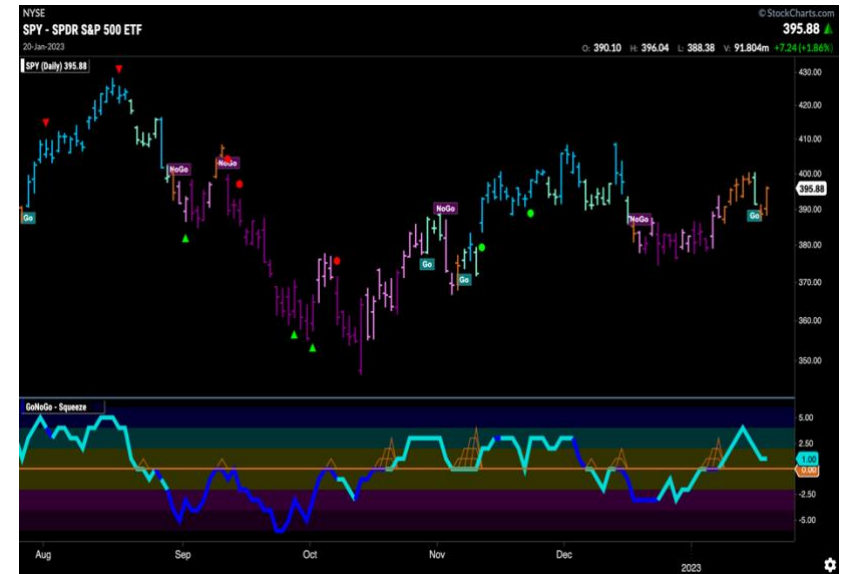 NYSE
© StockCharts.com
SPY - SPDR S&P 500 ETF
395.88
20-Jan-2023
O: 390.10 H: 396.04 L: 388.38 V: 91.804m +7.24 (+1.86%)
SPY (Daily) 395.88
430.00
420.00
410.00
400.00
395.88
390.00
380.00
370.00
360.00
350.00
NoGo
NoGo
NoGo
NoGo
Go
Go
Go
Go
GoNoGo - Squeeze
5.00
2.50
1.00
0.00
-2.50
-5.00
Aug Sep Oct Nov Dec 2023